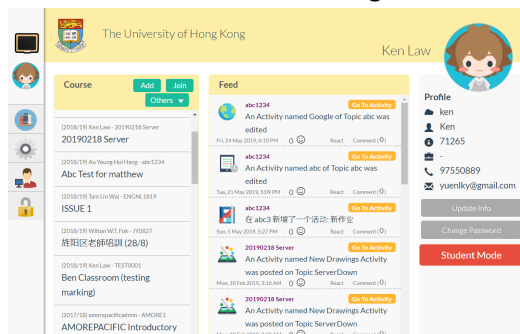 The University of Hong Kong
Ken Law
Course
Add
Join
Others ▼
(2018/19) Ken Law - 20190218 Server
20190218 Server
(2018/19) Au Yeung Hoi Hang - abc1234
Abc Test for matthew
(2018/19) Tam Lin Wai - ENGNL1819
ISSUE 1
(2018/19) Wilton W.T. Fok - JY0827
旌阳区老師培訓 (28/8)
(2018/19) Ken Law - TEST0001
Ben Classroom (testing
marking)
(2017/18) amorepacificadmin - AMORE1
AMOREPACIFIC Introductory
Feed
abc1234
Go To Activity
An Activity named Google of Topic abc was
edited
Fri, 24 May 2019, 6:10 PM 0 React Comment (0)
abc1234
Go To Activity
An Activity named abc of Topic abc was
edited
Tue, 21 May 2019, 5:09 PM 0 React Comment (0)
abc1234
Go To Activity
在 abc3 新增了一个活动: 新作业
Sun, 5 May 2019, 5:27 PM 0 React Comment (0)
20190218 Server
Go To Activity
An Activity named New Drawings Activity
was posted on Topic ServerDown
Mon, 18 Feb 2019, 3:16 AM 0 React Comment (0)
20190218 Server
Go To Activity
An Activity named New Drawings Activity
was posted on Topic ServerDown
Profile
ken
Ken
71265
-
97550889
yuenlky@gmail.com
Update Info
Change Password
Student Mode